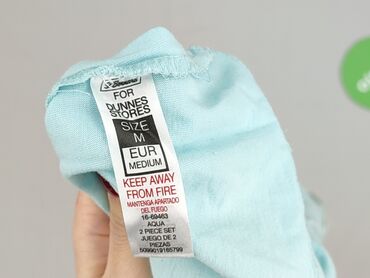 FOR
DUNNES
STORES
SIZE
M
EUR
MEDIUM
KEEP AWAY
FROM FIRE
MANTENGA APARTADO
DEL FUEGO
16-69463
AQUA
2 PIECE SET
JUEGO DE 2
PIEZAS
5099019165799